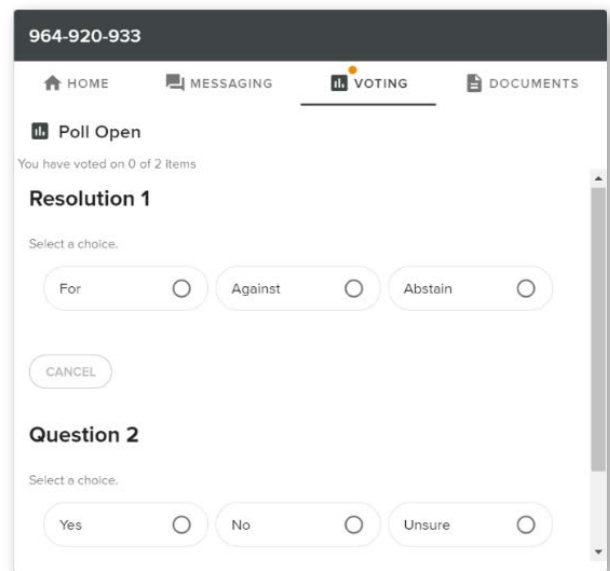 964-920-933
HOME MESSAGING VOTING DOCUMENTS
Poll Open
You have voted on 0 of 2 items
Resolution 1
Select a choice.
For Against Abstain
CANCEL
Question 2
Select a choice.
Yes No Unsure